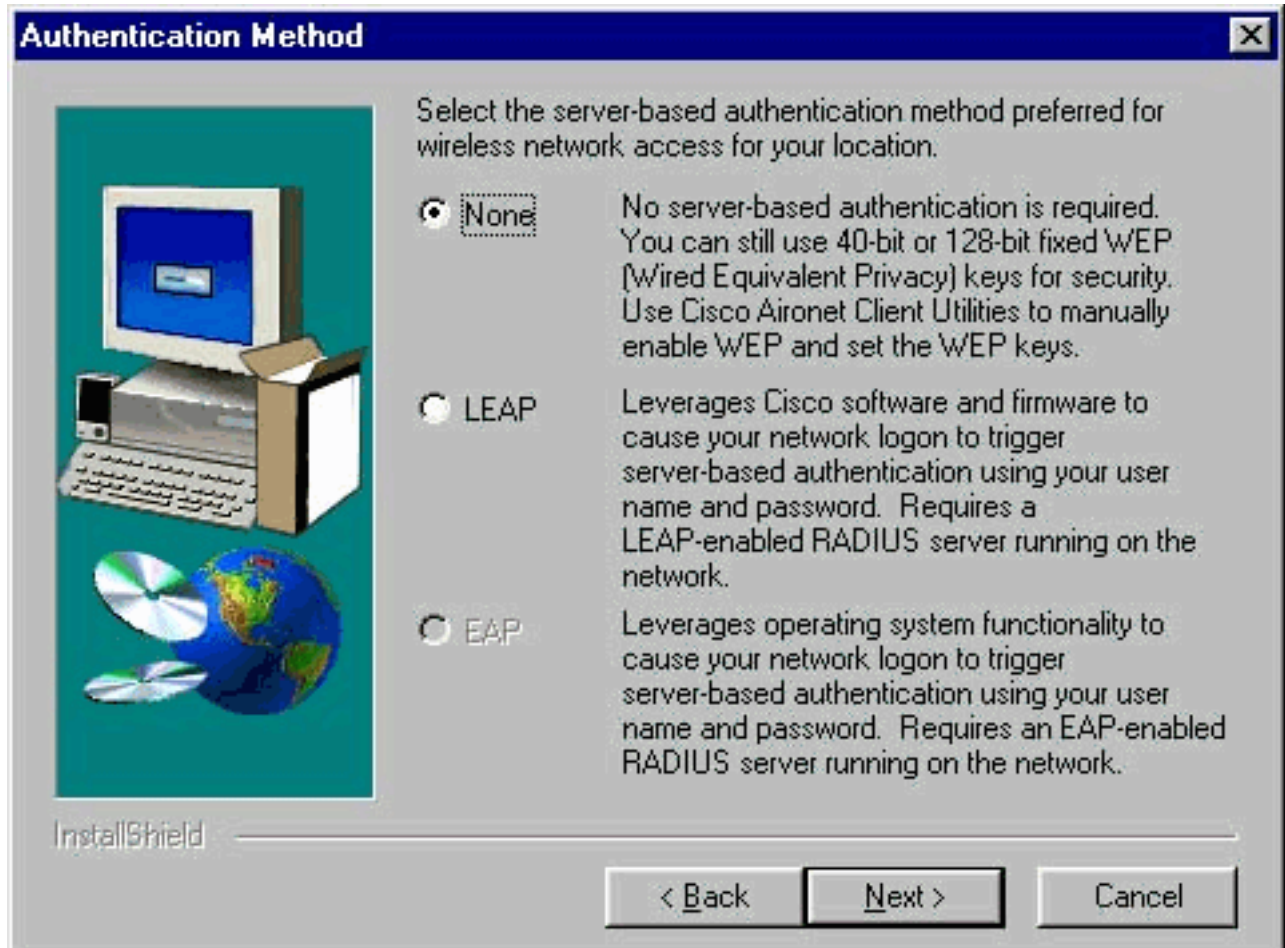 Authentication Method
Select the server-based authentication method preferred for
wireless network access for your location.
None
No server-based authentication is required.
You can still use 40-bit or 128-bit fixed WEP
(Wired Equivalent Privacy) keys for security.
Use Cisco Aironet Client Utilities to manually
enable WEP and set the WEP keys.
LEAP
Leverages Cisco software and firmware to
cause your network logon to trigger
server-based authentication using your user
name and password.  Requires a
LEAP-enabled RADIUS server running on the
network.
EAP
Leverages operating system functionality to
cause your network logon to trigger
server-based authentication using your user
name and password.  Requires an EAP-enabled
RADIUS server running on the network.
InstallShield
< Back
Next >
Cancel